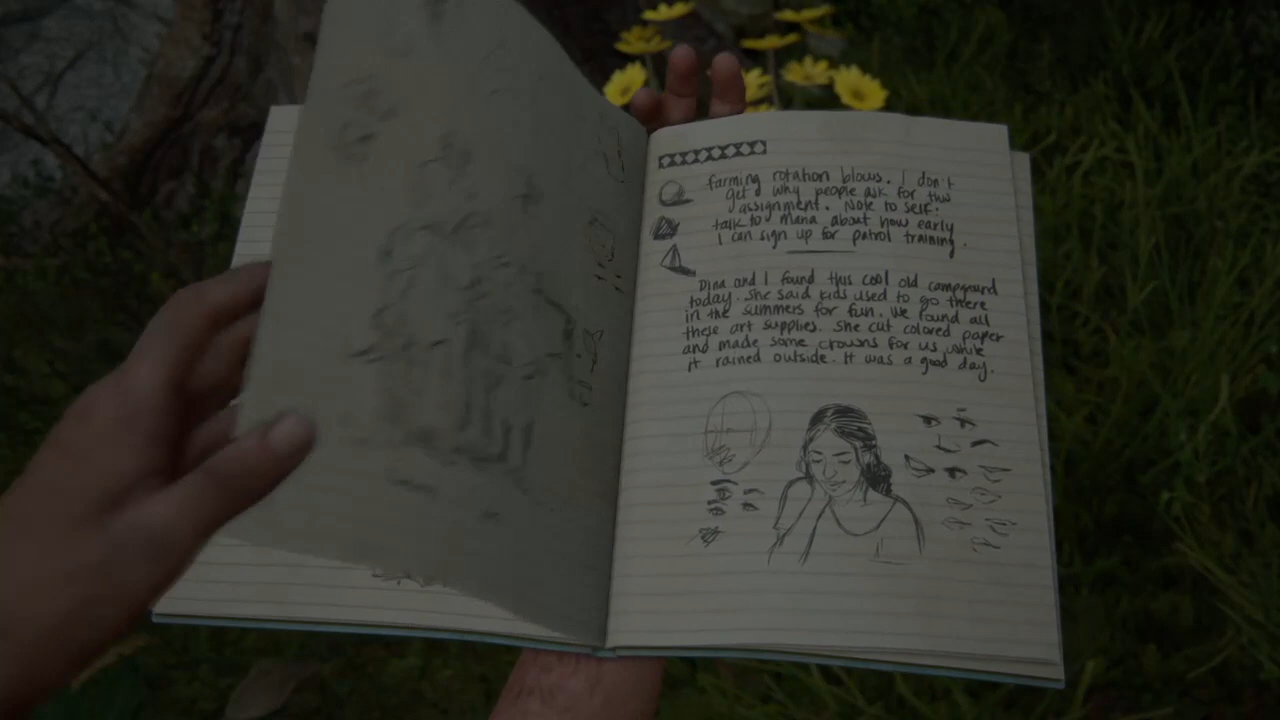 farming rotation blows. I don't
get why people ask for this
assignment. Note to self:
talk to Maria about how early
I can sign up for patrol training.
Dina and I found this cool old campground
today. She said kids used to go there
in the summers for fun. We found all
these art supplies. She cut colored paper
and made some crowns for us while
it rained outside. It was a good day.